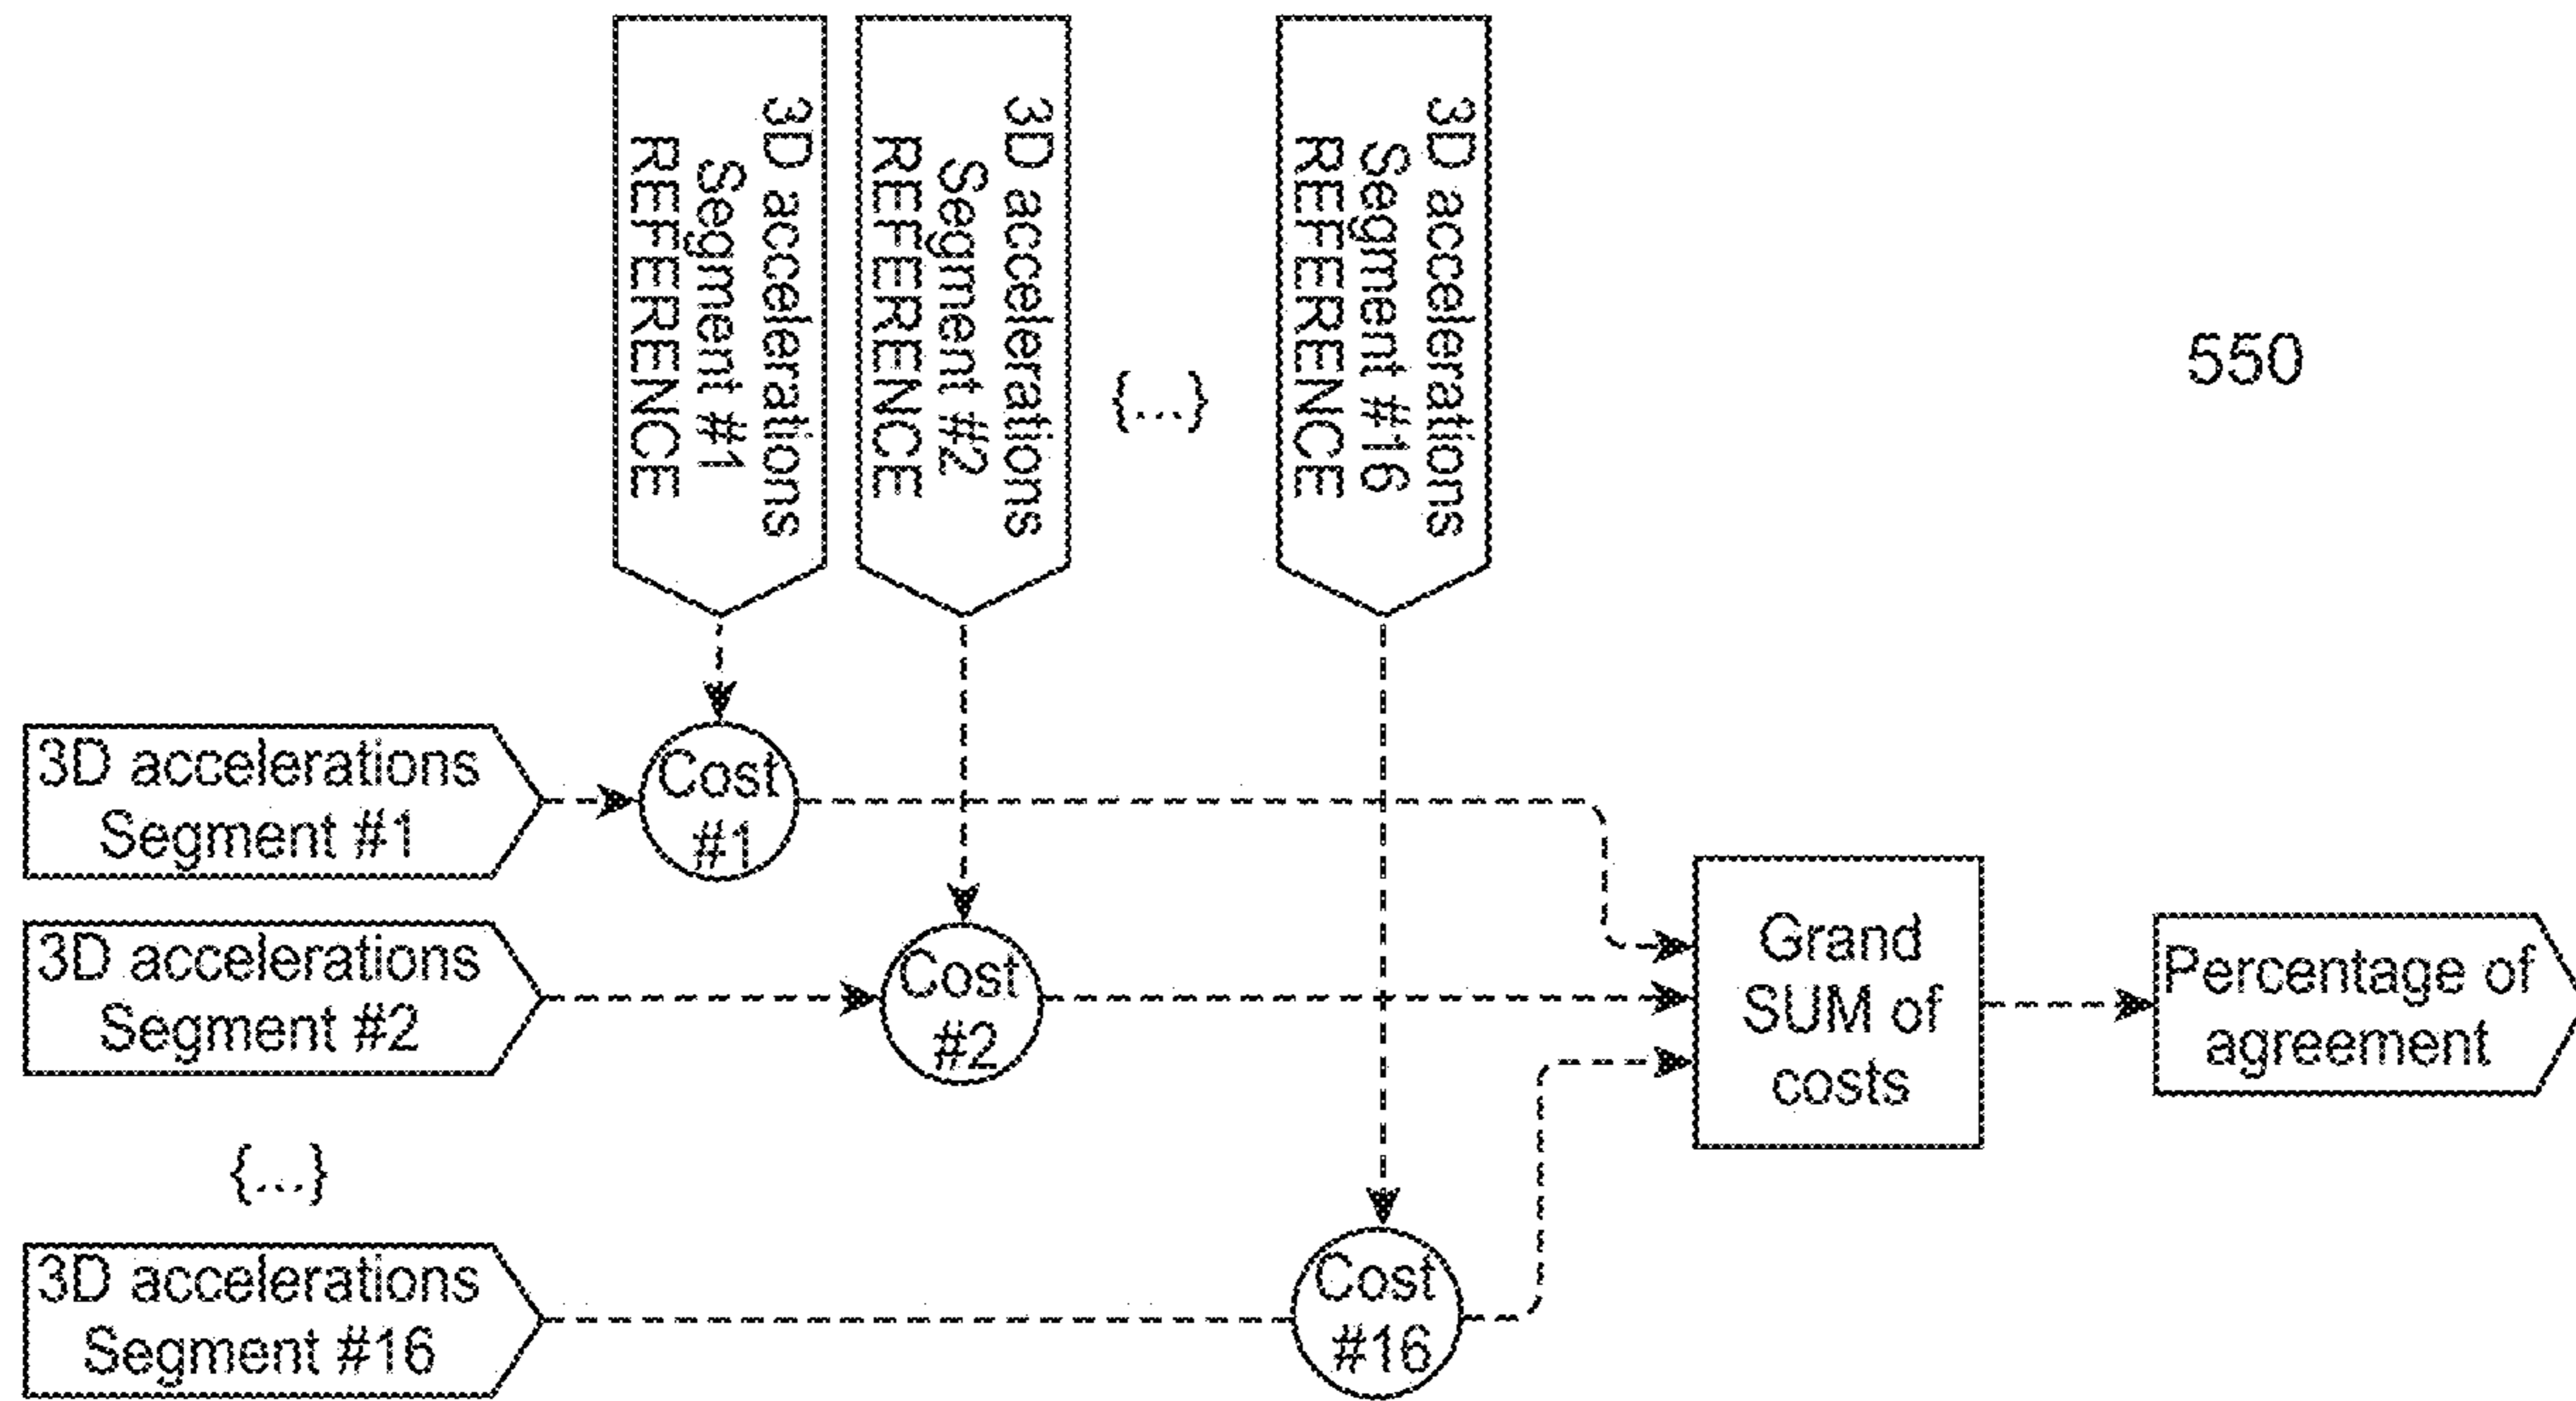 3D accelerations
Segment #1
REFERENCE
3D accelerations
Segment #2
REFERENCE
{...}
3D accelerations
Segment #16
REFERENCE
550
3D accelerations
Segment #1
Cost
#1
3D accelerations
Segment #2
Cost
#2
Grand
SUM of
costs
Percentage of
agreement
{...}
3D accelerations
Segment #16
Cost
#16